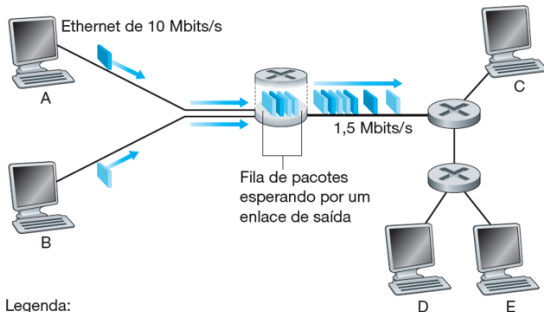 Ethernet de 10 Mbits/s
A
C
1,5 Mbits/s
Fila de pacotes
esperando por um
enlace de saída
B
D
E
Legenda: